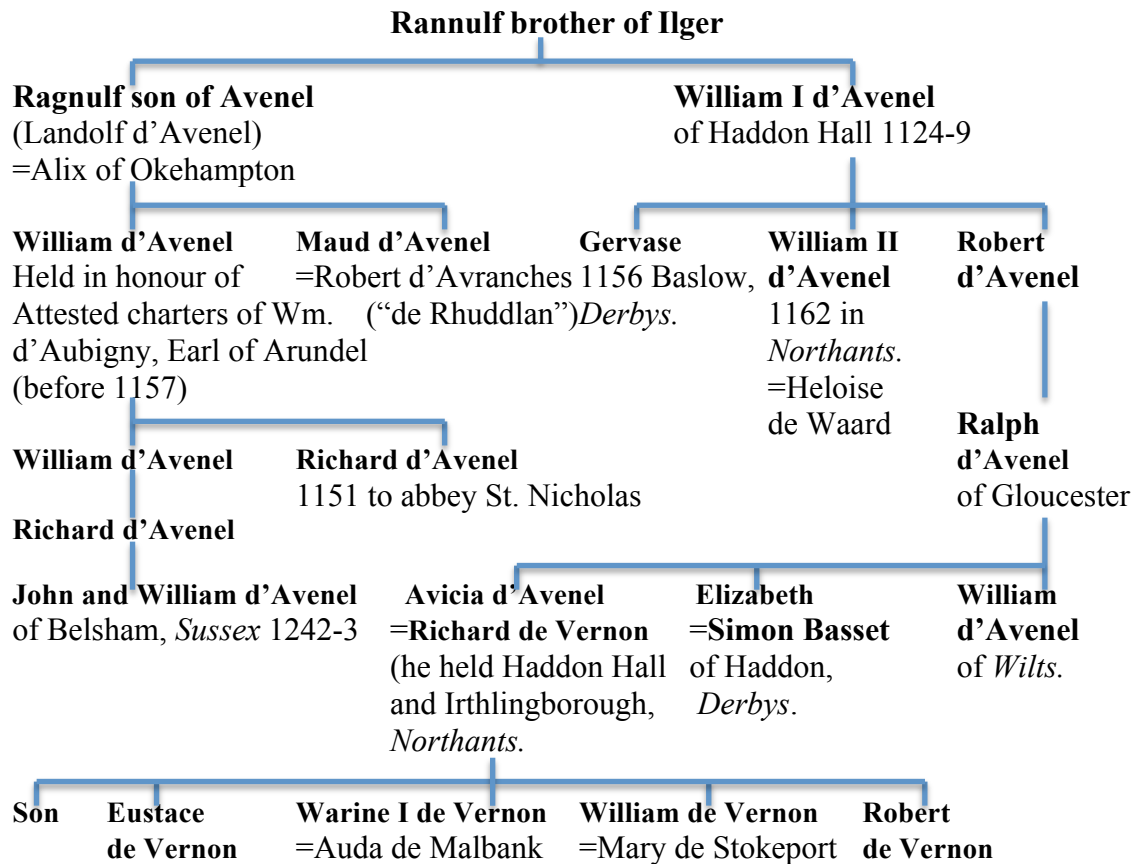 Rannulf brother of Ilger
Ragnulf son of Avenel
(Landolf d’Avenel)
=Alix of Okehampton
William I d’Avenel
of Haddon Hall 1124-9
William d’Avenel
Held in honour of
Attested charters of Wm.
d’Aubigny, Earl of Arundel
(before 1157)
Maud d’Avenel
=Robert d’Avranches
(“de Rhuddlan”)
Gervase
1156 Baslow,
Derbys.
William II
d’Avenel
1162 in
Northants.
=Heloise
de Waard
Robert
d’Avenel
William d’Avenel
Richard d’Avenel
1151 to abbey St. Nicholas
Ralph
d’Avenel
of Gloucester
Richard d’Avenel
John and William d’Avenel
of Belsham, Sussex 1242-3
Avicia d’Avenel
=Richard de Vernon
(he held Haddon Hall
and Irthlingborough,
Northants.
Elizabeth
=Simon Basset
of Haddon,
Derbys.
William
d’Avenel
of Wilts.
Son
Eustace
de Vernon
Warine I de Vernon
=Auda de Malbank
William de Vernon
=Mary de Stokeport
Robert
de Vernon